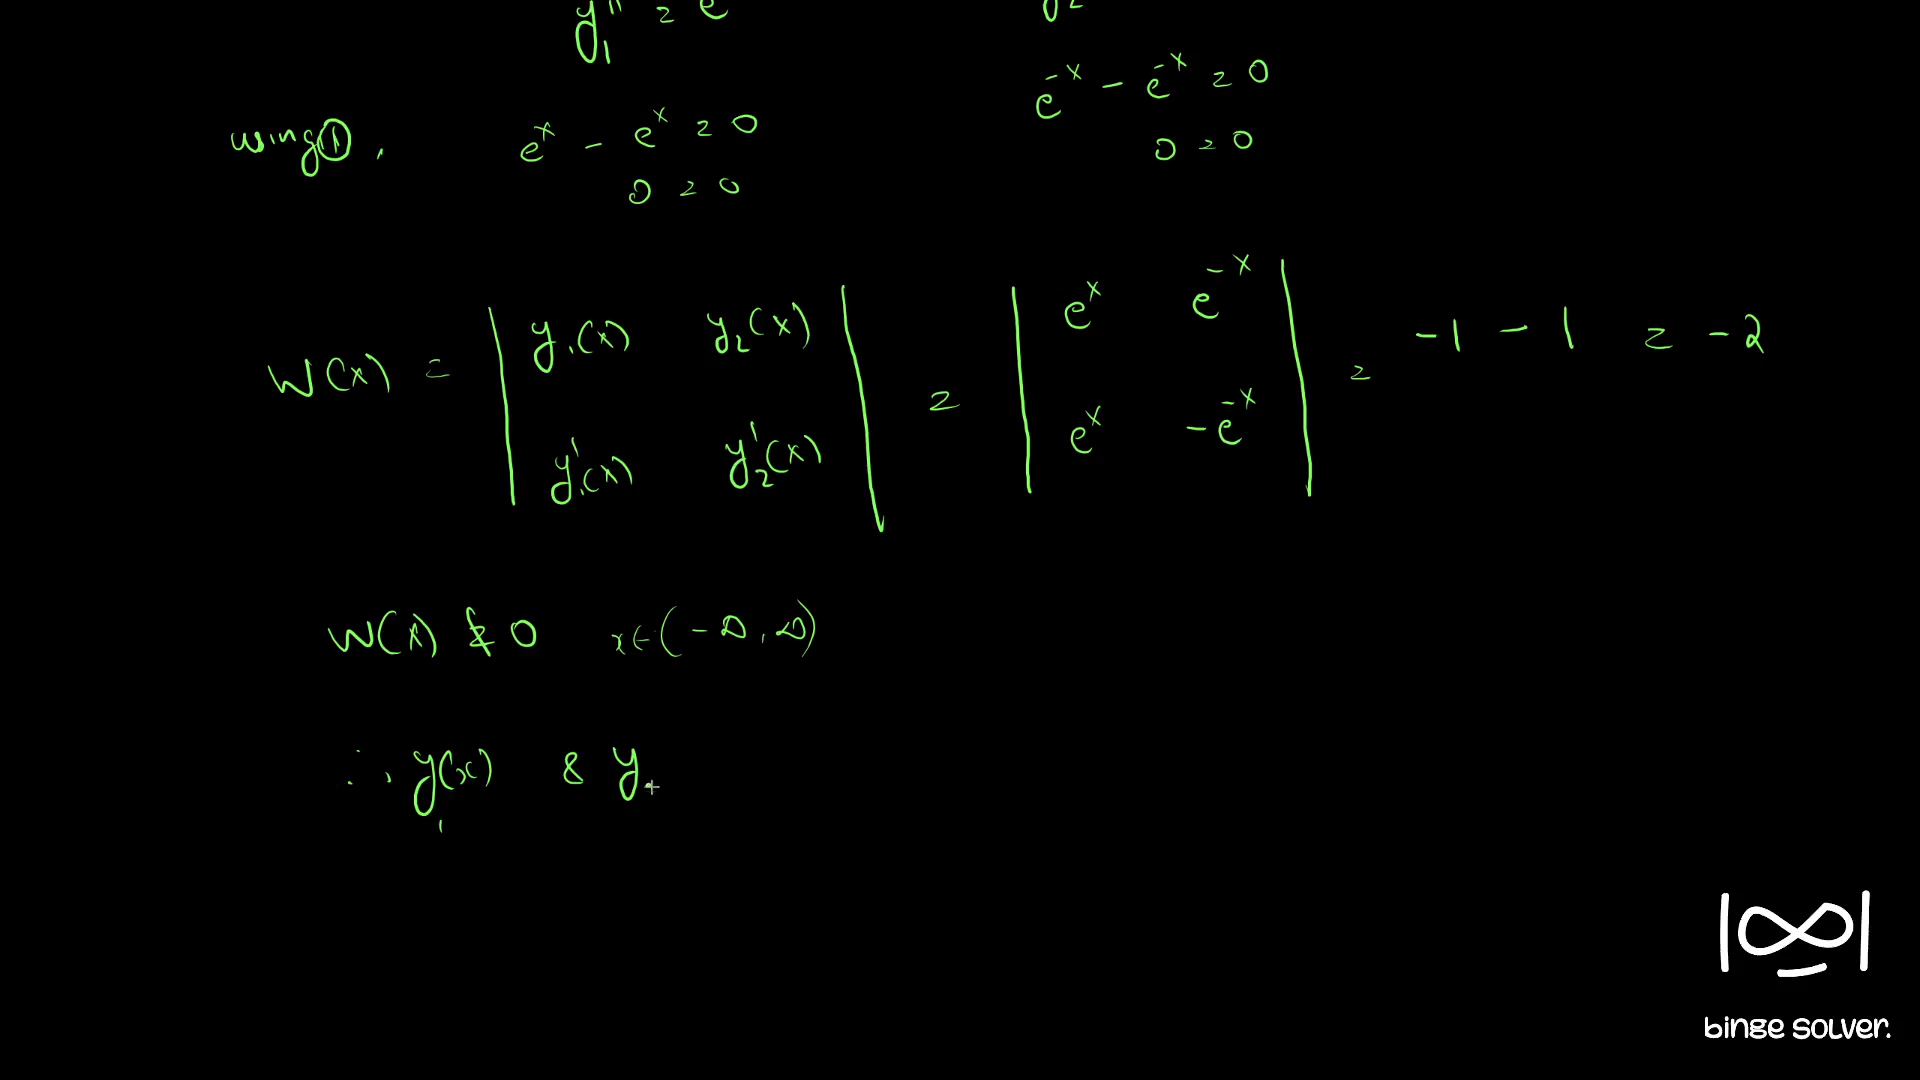 y₁'' = e
y₂
e⁻ˣ - e⁻ˣ = 0
using ①, eˣ - eˣ = 0
0 = 0
0 = 0
W(x) = | y₁(x) y₂(x) | = | eˣ e⁻ˣ | = -1 - 1 = -2
| y₁'(x) y₂'(x) | | eˣ -e⁻ˣ |
W(x) ≠ 0 x ∈ (-∞, ∞)
∴ y₁(x) & y
binge solver.